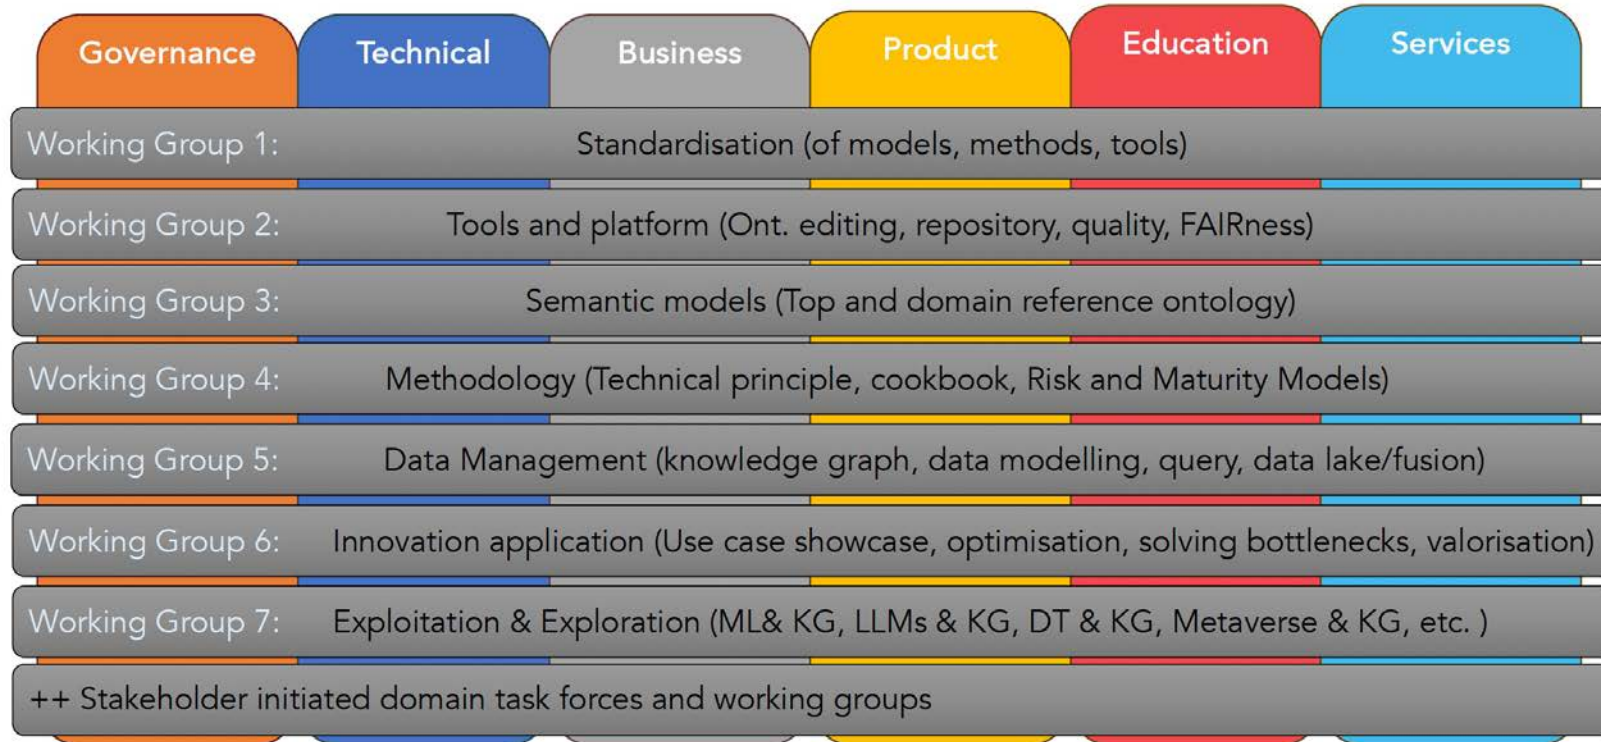 Governance Technical Business Product Education Services
Working Group 1: Standardisation (of models, methods, tools)
Working Group 2: Tools and platform (Ont. editing, repository, quality, FAIRness)
Working Group 3: Semantic models (Top and domain reference ontology)
Working Group 4: Methodology (Technical principle, cookbook, Risk and Maturity Models)
Working Group 5: Data Management (knowledge graph, data modelling, query, data lake/fusion)
Working Group 6: Innovation application (Use case showcase, optimisation, solving bottlenecks, valorisation)
Working Group 7: Exploitation & Exploration (ML& KG, LLMs & KG, DT & KG, Metaverse & KG, etc. )
++ Stakeholder initiated domain task forces and working groups